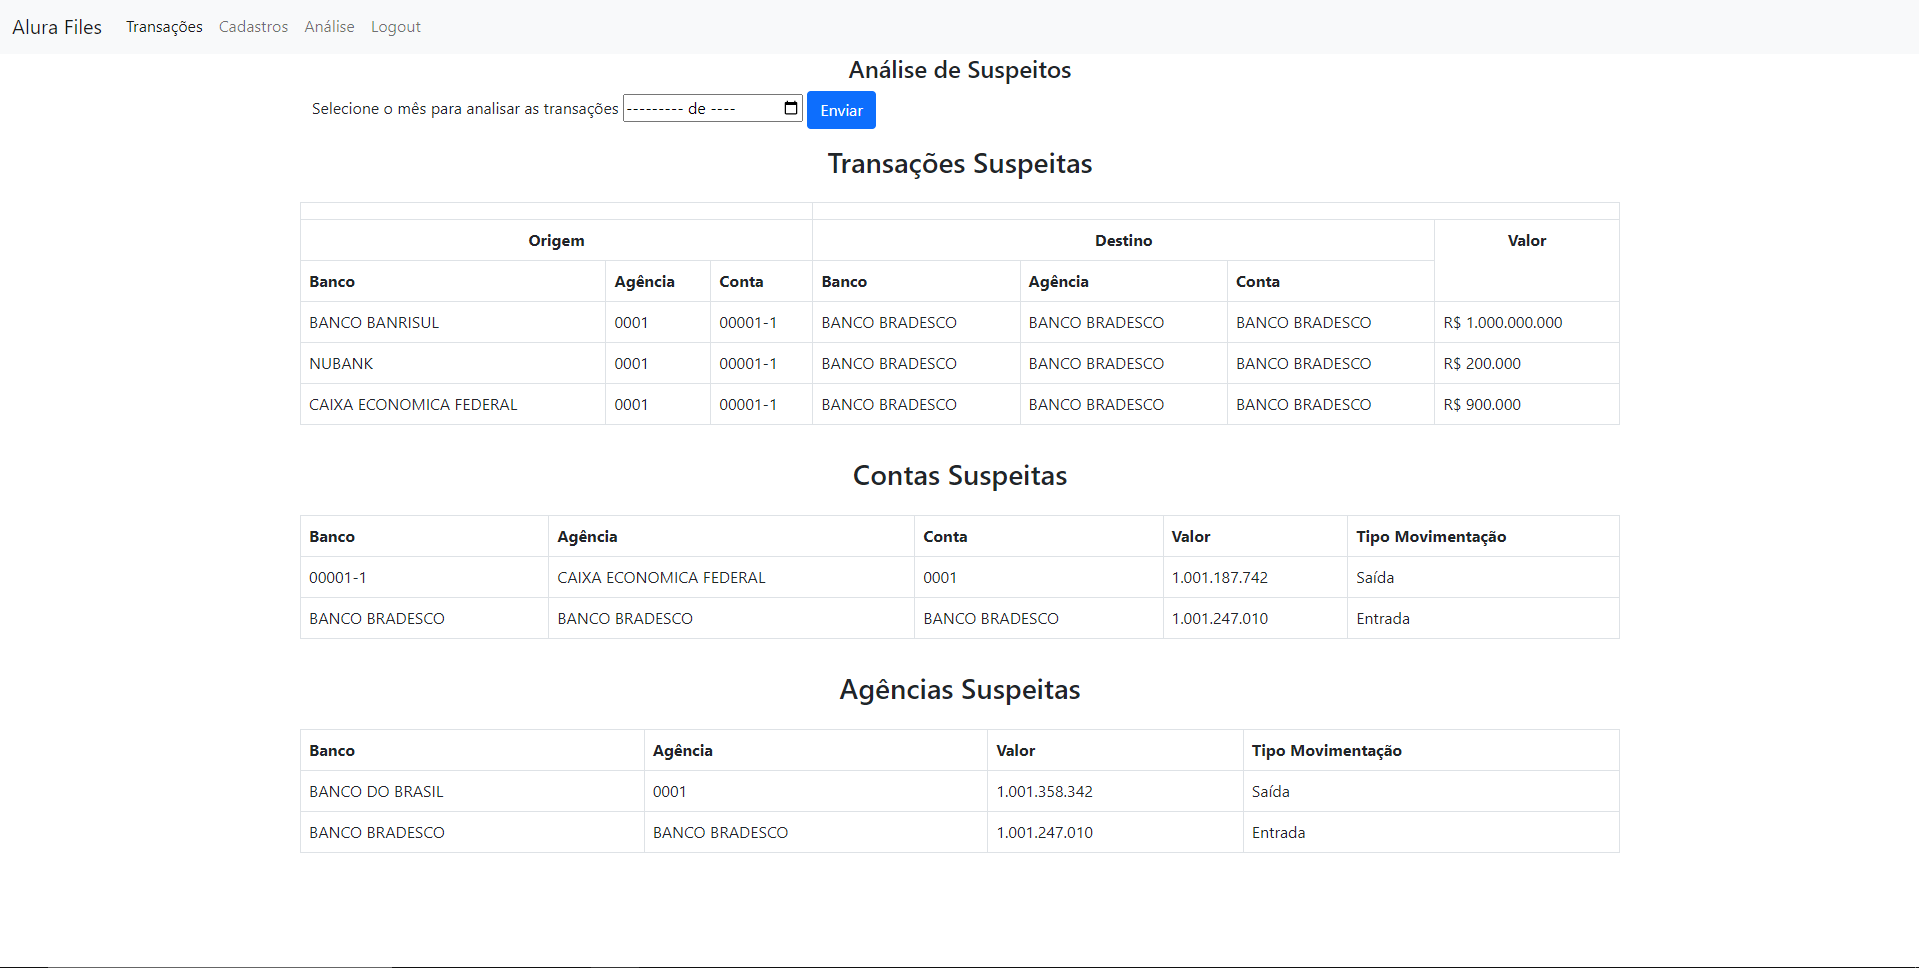 Alura Files Transações Cadastros Análise Logout
Análise de Suspeitos
Selecione o mês para analisar as transações --------- de ---- Enviar
Transações Suspeitas
Origem Destino Valor
Banco Agência Conta Banco Agência Conta
BANCO BANRISUL 0001 00001-1 BANCO BRADESCO BANCO BRADESCO BANCO BRADESCO R$ 1.000.000.000
NUBANK 0001 00001-1 BANCO BRADESCO BANCO BRADESCO BANCO BRADESCO R$ 200.000
CAIXA ECONOMICA FEDERAL 0001 00001-1 BANCO BRADESCO BANCO BRADESCO BANCO BRADESCO R$ 900.000
Contas Suspeitas
Banco Agência Conta Valor Tipo Movimentação
00001-1 CAIXA ECONOMICA FEDERAL 0001 1.001.187.742 Saída
BANCO BRADESCO BANCO BRADESCO BANCO BRADESCO 1.001.247.010 Entrada
Agências Suspeitas
Banco Agência Valor Tipo Movimentação
BANCO DO BRASIL 0001 1.001.358.342 Saída
BANCO BRADESCO BANCO BRADESCO 1.001.247.010 Entrada